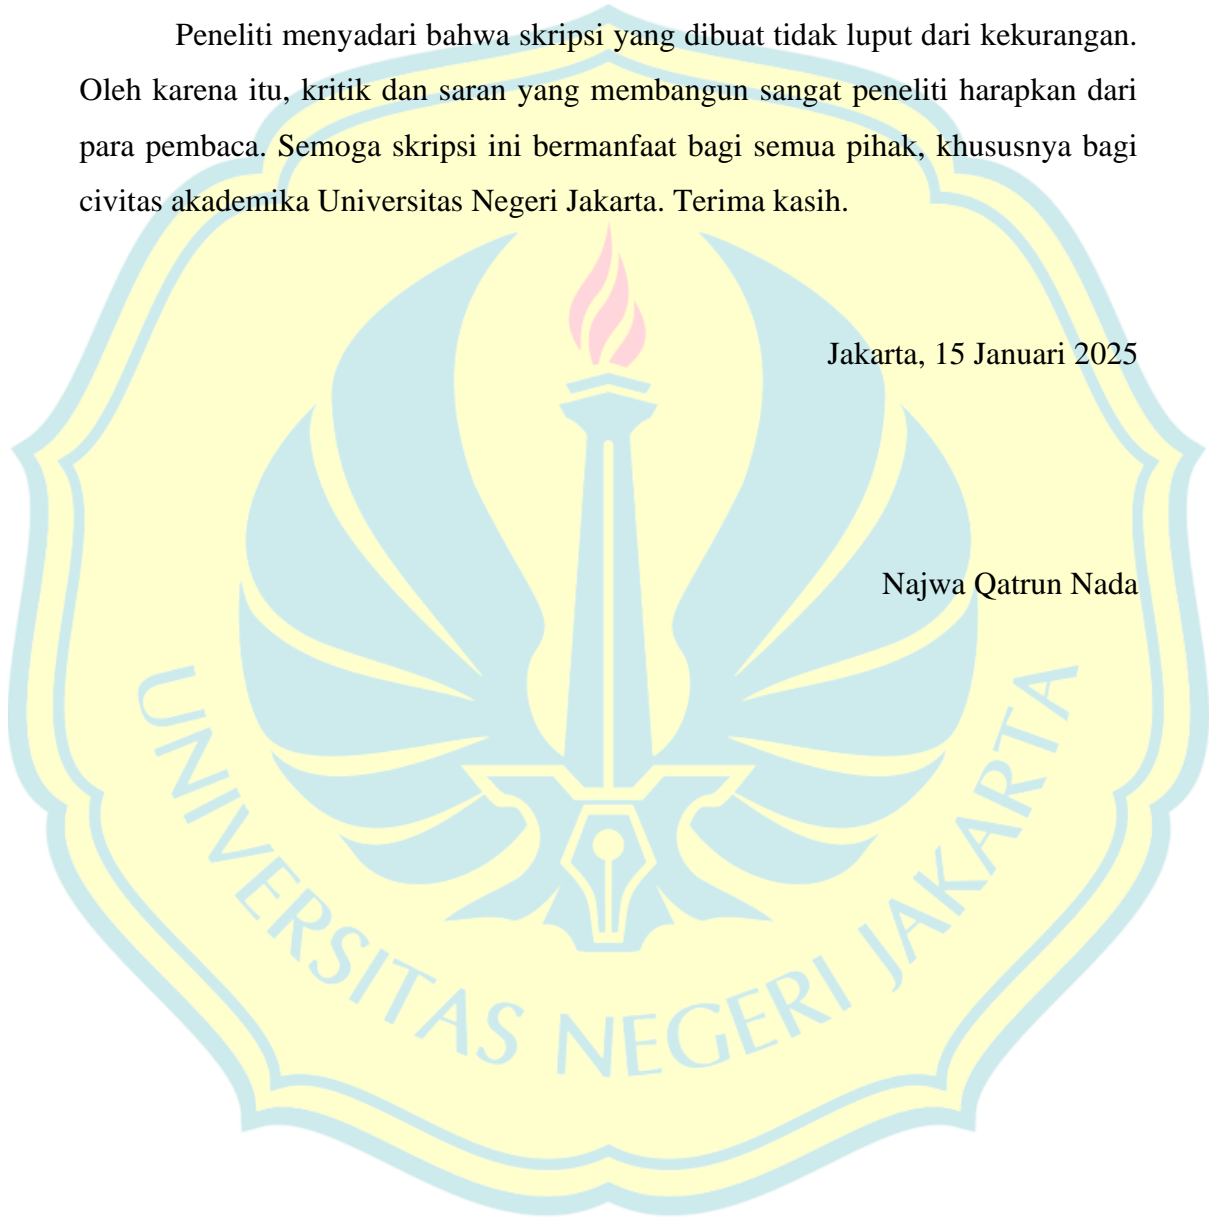 Peneliti menyadari bahwa skripsi yang dibuat tidak luput dari kekurangan.
Oleh karena itu, kritik dan saran yang membangun sangat peneliti harapkan dari
para pembaca. Semoga skripsi ini bermanfaat bagi semua pihak, khususnya bagi
civitas akademika Universitas Negeri Jakarta. Terima kasih.
Jakarta, 15 Januari 2025
Najwa Qatrun Nada
UNIVERSITAS NEGERI JAKARTA